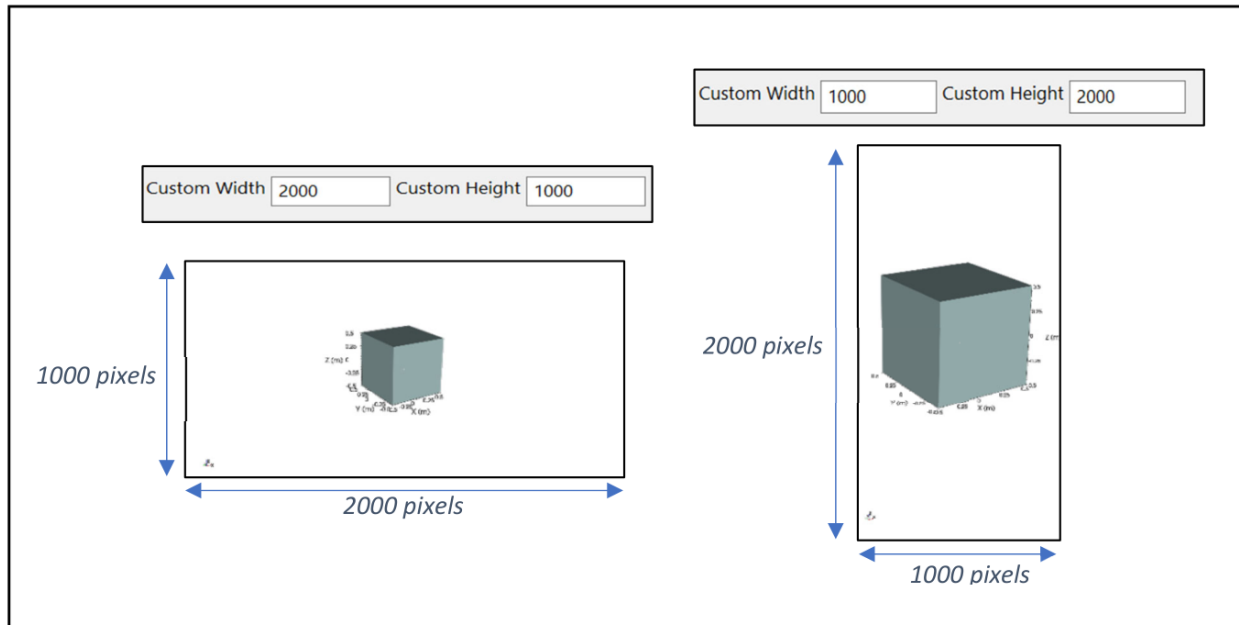 Custom Width 1000 Custom Height 2000
Custom Width 2000 Custom Height 1000
1000 pixels
2000 pixels
Z (m)
Y (m)
X (m)
2000 pixels
Y (m)
X (m)
1000 pixels